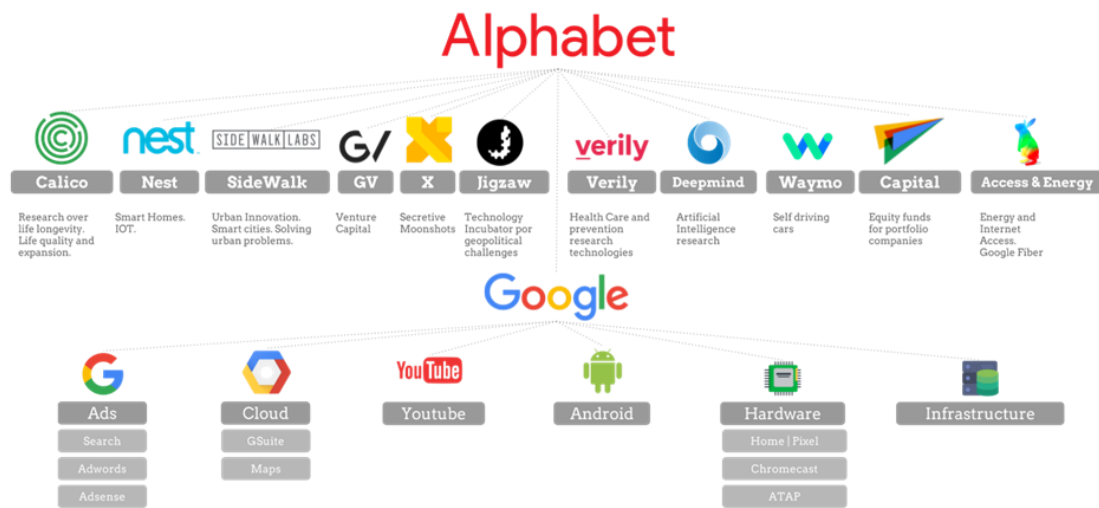 Alphabet
nest
SIDE WALK LABS
G/
verily
Calico
Nest
SideWalk
GV
X
Jigzaw
Verily
Deepmind
Waymo
Capital
Access & Energy
Research over
life longevity.
Life quality and
expansion.
Smart Homes.
IOT.
Urban Innovation.
Smart cities. Solving
urban problems.
Venture
Capital
Secretive
Moonshots
Technology
Incubator por
geopolitical
challenges
Health Care and
prevention
research
technologies
Artificial
Intelligence
research
Self driving
cars
Equity funds
for portfolio
companies
Energy and
Internet
Access.
Google Fiber
Google
YouTube
Ads
Cloud
Youtube
Android
Hardware
Infrastructure
Search
Adwords
Adsense
GSuite
Maps
Home | Pixel
Chromecast
ATAP